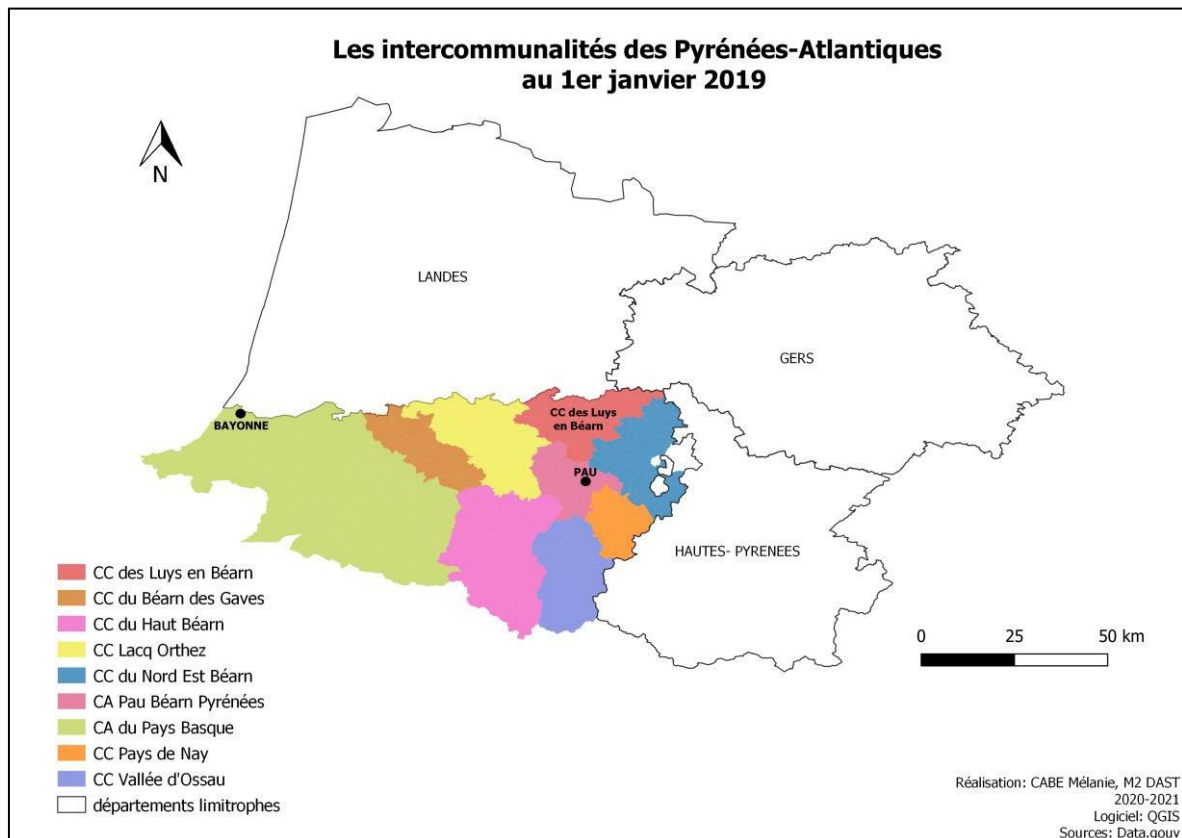 Les intercommunalités des Pyrénées-Atlantiques
au 1er janvier 2019
N
LANDES
GERS
BAYONNE
CC des Luys
en Béarn
PAU
HAUTES- PYRENEES
CC des Luys en Béarn
CC du Béarn des Gaves
CC du Haut Béarn
CC Lacq Orthez
CC du Nord Est Béarn
CA Pau Béarn Pyrénées
CA du Pays Basque
CC Pays de Nay
CC Vallée d'Ossau
départements limitrophes
0 25 50 km
Réalisation: CABE Mélanie, M2 DAST
2020-2021
Logiciel: QGIS
Sources: Data.gouv